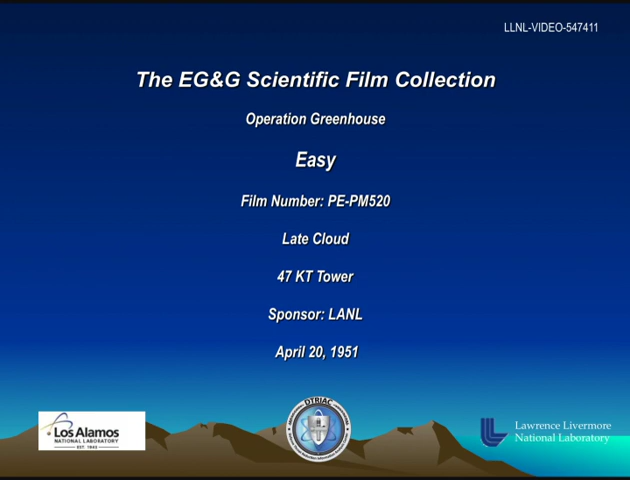 LLNL-VIDEO-547411
The EG&G Scientific Film Collection
Operation Greenhouse
Easy
Film Number: PE-PM520
Late Cloud
47 KT Tower
Sponsor: LANL
April 20, 1951
Los Alamos
NATIONAL LABORATORY
EST. 1943
DTRIAC
Lawrence Livermore
National Laboratory